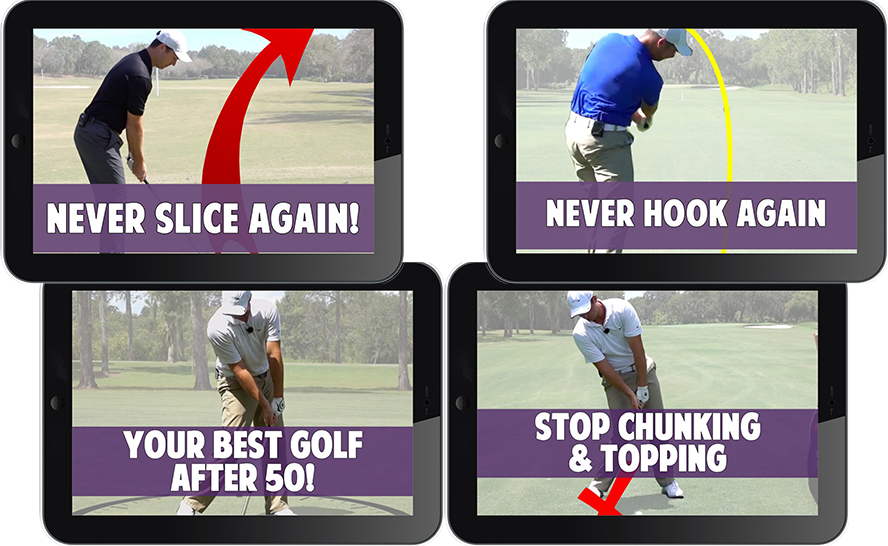 NEVER SLICE AGAIN!
NEVER HOOK AGAIN
YOUR BEST GOLF
AFTER 50!
STOP CHUNKING
& TOPPING